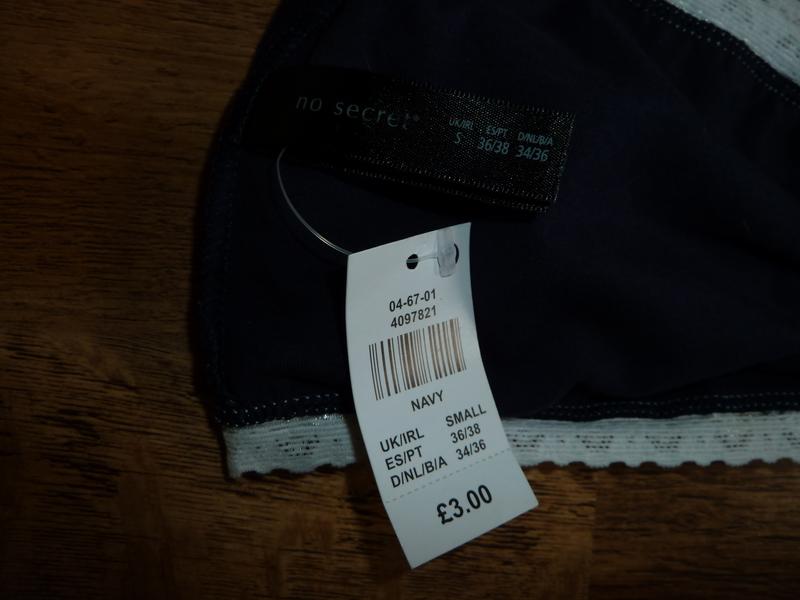 no secret®
UK/IRL ES/PT D/NL/B/A
S 36/38 34/36
04-67-01
4097821
NAVY
UK/IRL SMALL
ES/PT 36/38
D/NL/B/A 34/36
£3.00